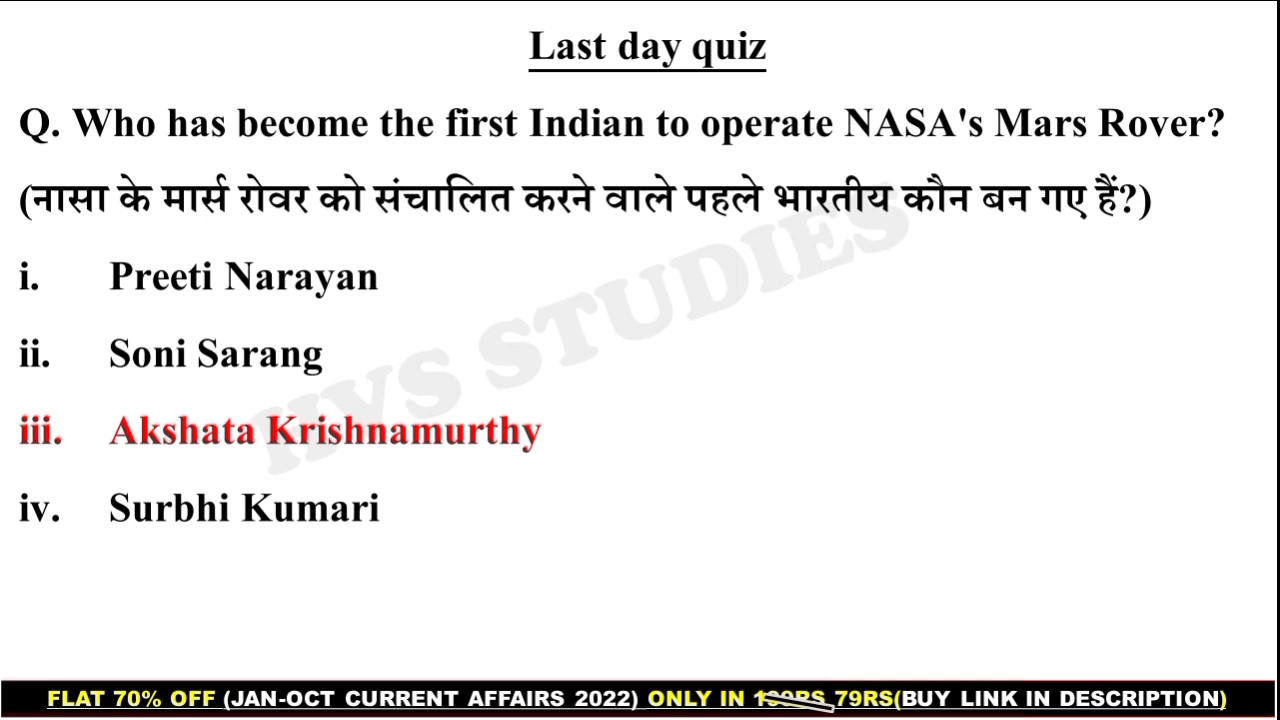 Last day quiz
Q. Who has become the first Indian to operate NASA's Mars Rover?
(नासा के मार्स रोवर को संचालित करने वाले पहले भारतीय कौन बन गए हैं?)
i. Preeti Narayan
ii. Soni Sarang
iii. Akshata Krishnamurthy
iv. Surbhi Kumari
HVS STUDIES
FLAT 70% OFF (JAN-OCT CURRENT AFFAIRS 2022) ONLY IN 79RS(BUY LINK IN DESCRIPTION)